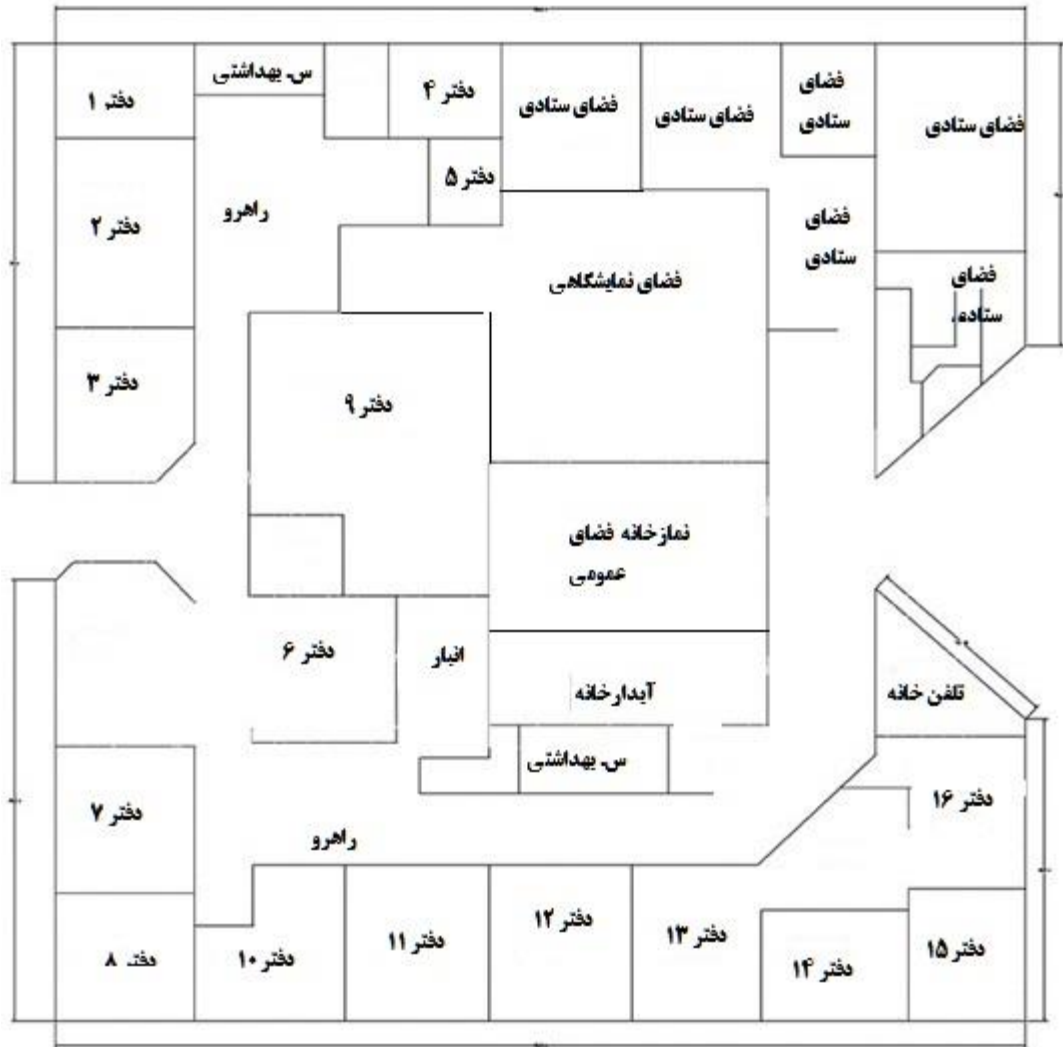 س. بهداشتی
دفتر ۱
دفتر ۴
فضای ستادی
فضای ستادی
فضای
ستادی
فضای ستادی
دفتر ۵
دفتر ۲
راهرو
فضای
ستادی
فضای نمایشگاهی
فضای
ستادی
دفتر ۳
دفتر ۹
نمازخانه فضای
عمومی
دفتر ۶
انبار
آبدارخانه
تلفن خانه
س. بهداشتی
دفتر ۷
راهرو
دفتر ۱۶
دفتر ۸
دفتر ۱۰
دفتر ۱۱
دفتر ۱۲
دفتر ۱۳
دفتر ۱۴
دفتر ۱۵